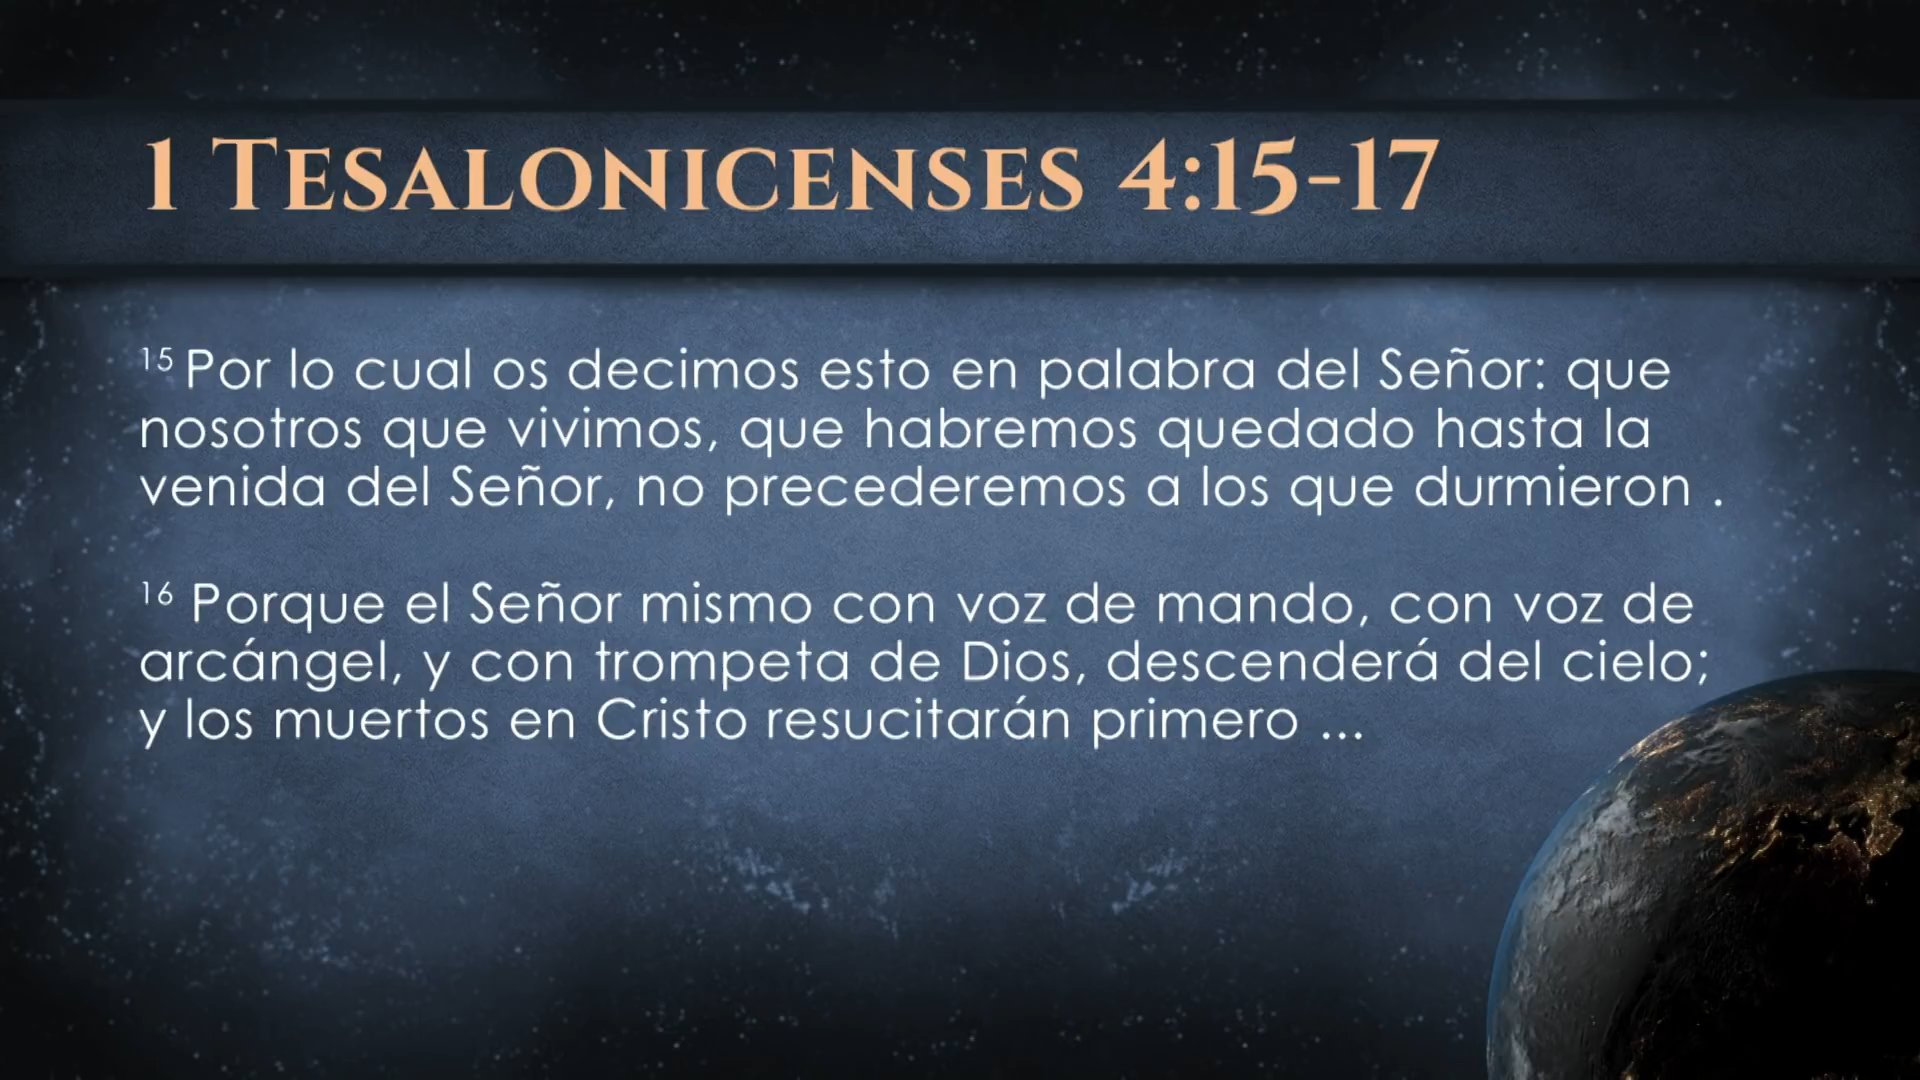 1 Tesalonicenses 4:15-17
15 Por lo cual os decimos esto en palabra del Señor: que
nosotros que vivimos, que habremos quedado hasta la
venida del Señor, no precederemos a los que durmieron .
16 Porque el Señor mismo con voz de mando, con voz de
arcángel, y con trompeta de Dios, descenderá del cielo;
y los muertos en Cristo resucitarán primero ...